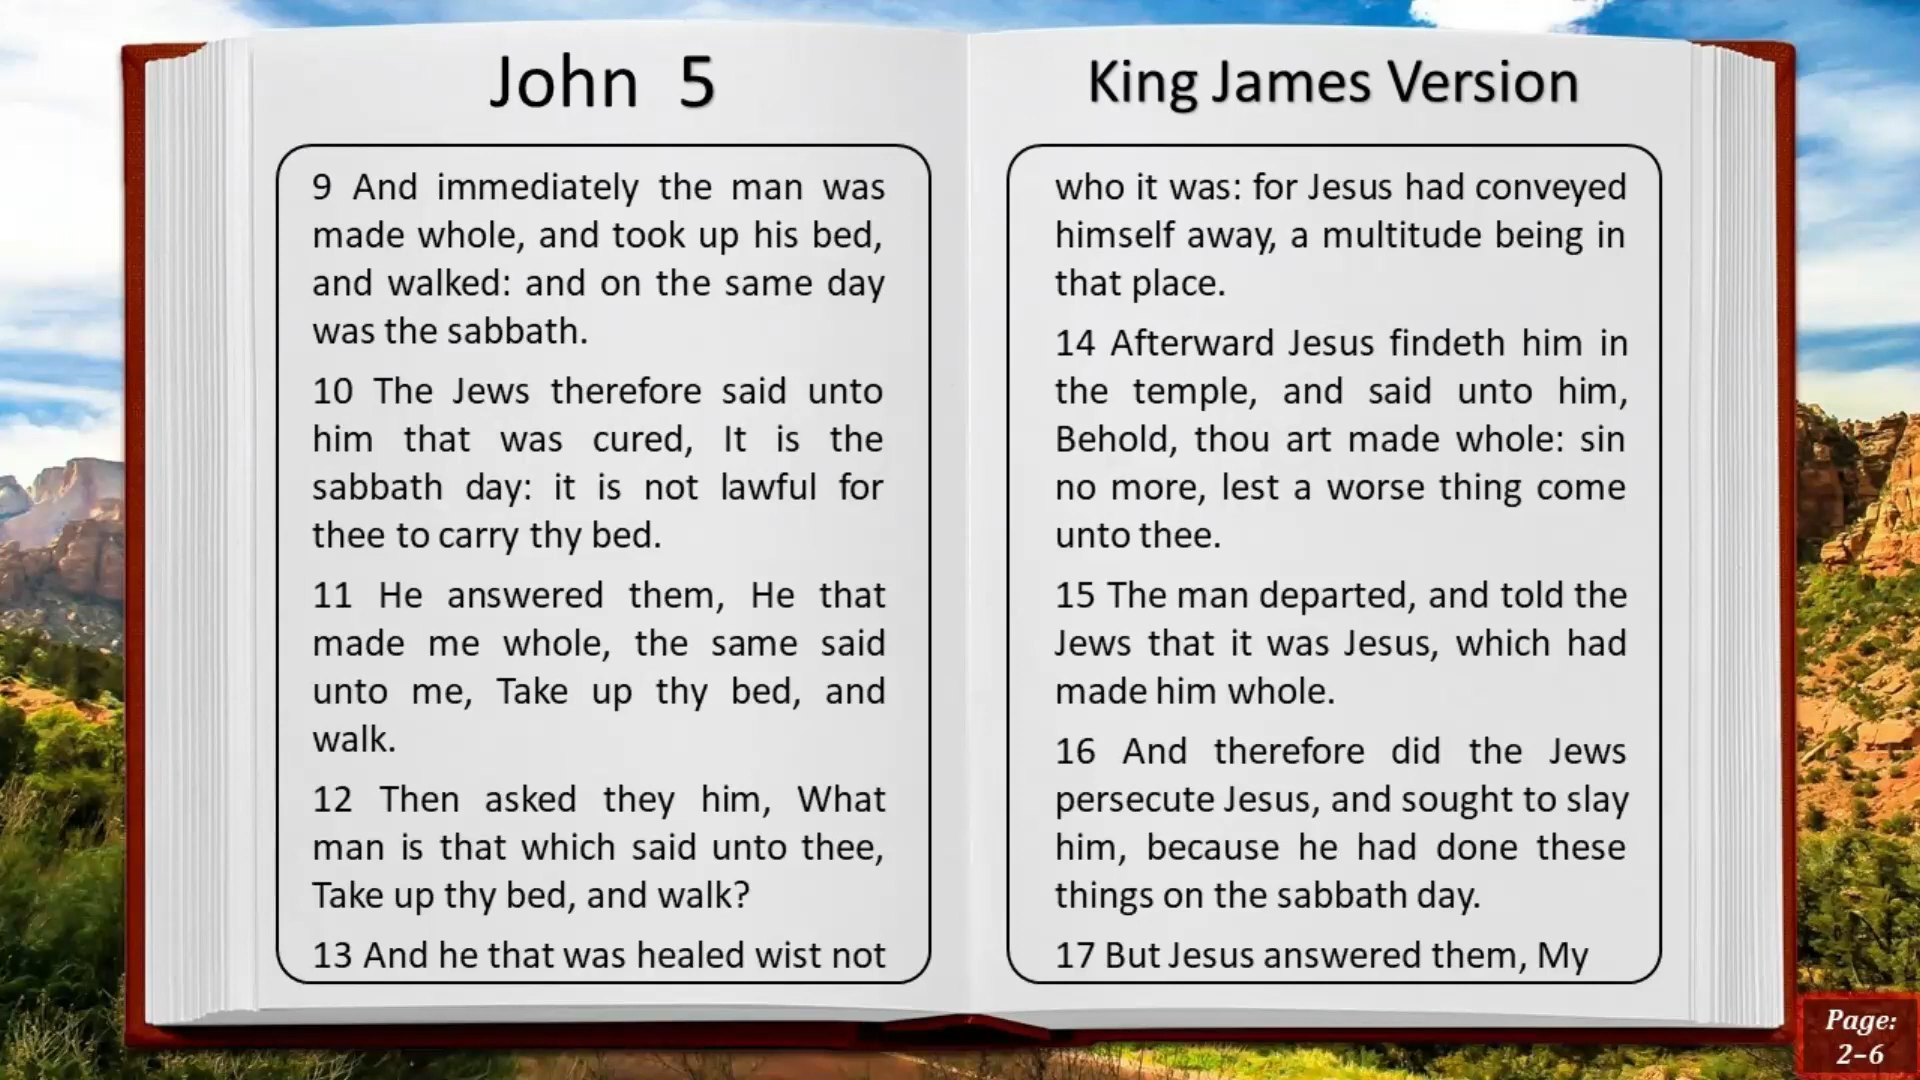 John 5
9 And immediately the man was
made whole, and took up his bed,
and walked: and on the same day
was the sabbath.
10 The Jews therefore said unto
him that was cured, It is the
sabbath day: it is not lawful for
thee to carry thy bed.
11 He answered them, He that
made me whole, the same said
unto me, Take up thy bed, and
walk.
12 Then asked they him, What
man is that which said unto thee,
Take up thy bed, and walk?
13 And he that was healed wist not
King James Version
who it was: for Jesus had conveyed
himself away, a multitude being in
that place.
14 Afterward Jesus findeth him in
the temple, and said unto him,
Behold, thou art made whole: sin
no more, lest a worse thing come
unto thee.
15 The man departed, and told the
Jews that it was Jesus, which had
made him whole.
16 And therefore did the Jews
persecute Jesus, and sought to slay
him, because he had done these
things on the sabbath day.
17 But Jesus answered them, My
Page:
2–6